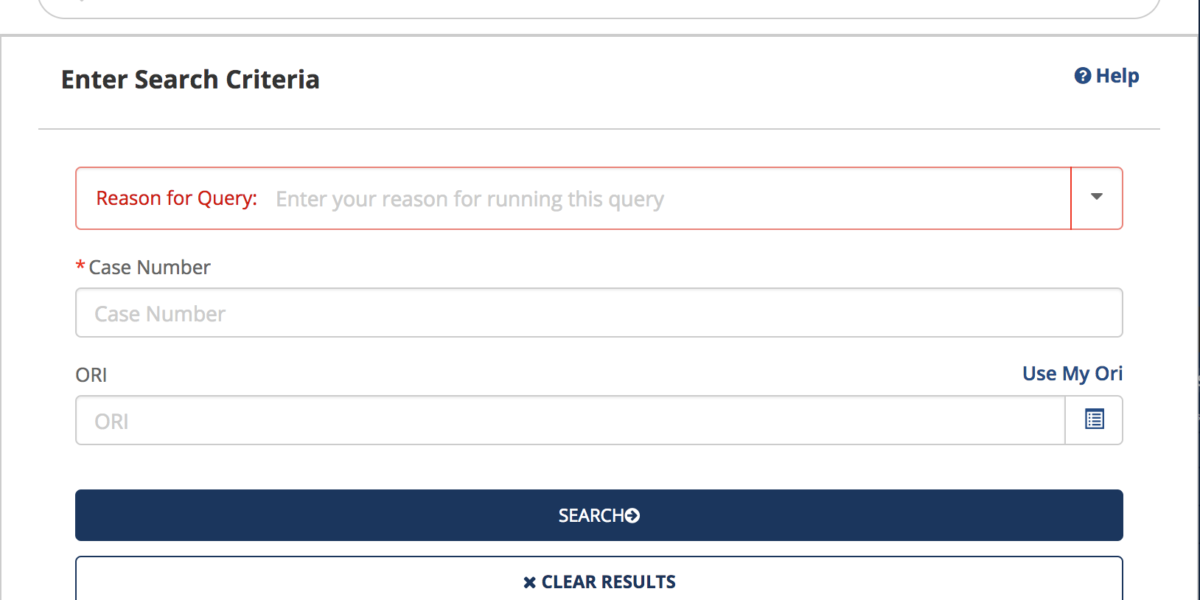 Enter Search Criteria
Help
Reason for Query: Enter your reason for running this query
* Case Number
Case Number
ORI
Use My Ori
ORI
SEARCH
CLEAR RESULTS